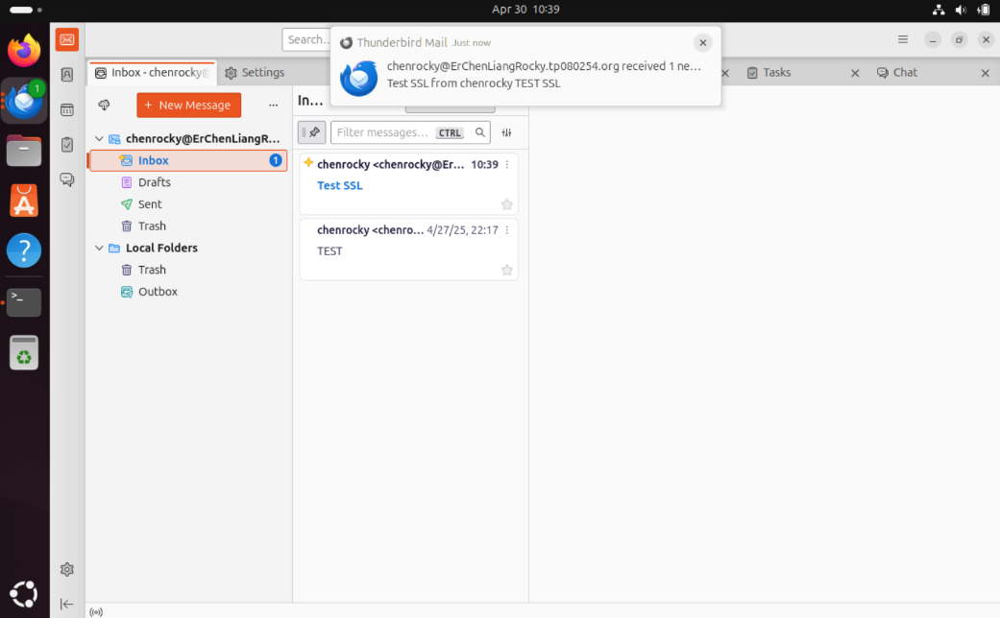 Apr 30 10:39
Search...
Thunderbird Mail Just now
chenrocky@ErChenLiangRocky.tp080254.org received 1 ne...
Test SSL from chenrocky TEST SSL
1
Inbox - chenrocky@
Settings
Tasks
Chat
+ New Message
In...
Filter messages... CTRL
chenrocky@ErChenLiangR...
Inbox 1
Drafts
Sent
Trash
Local Folders
Trash
Outbox
chenrocky <chenrocky@Er... 10:39
Test SSL
chenrocky <chenro... 4/27/25, 22:17
TEST